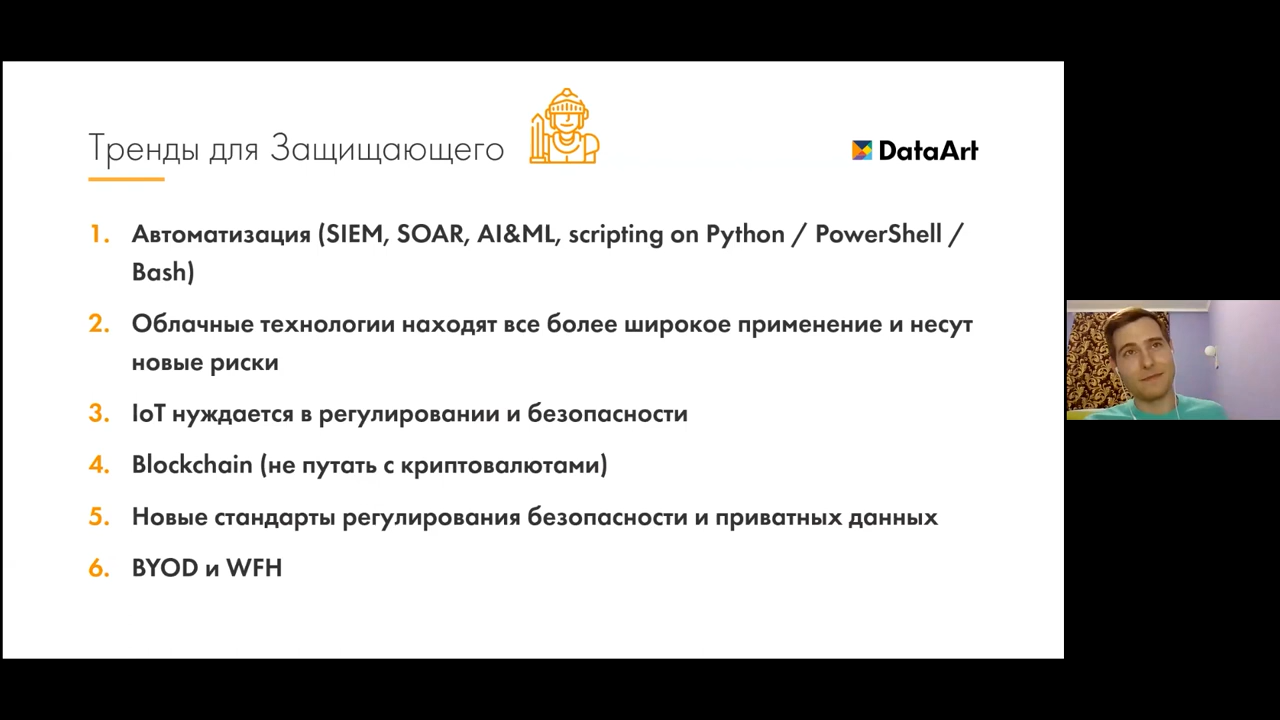 Тренды для Защищающего
DataArt
1. Автоматизация (SIEM, SOAR, AI&ML, scripting on Python / PowerShell /
Bash)
2. Облачные технологии находят все более широкое применение и несут
новые риски
3. IoT нуждается в регулировании и безопасности
4. Blockchain (не путать с криптовалютами)
5. Новые стандарты регулирования безопасности и приватных данных
6. BYOD и WFH